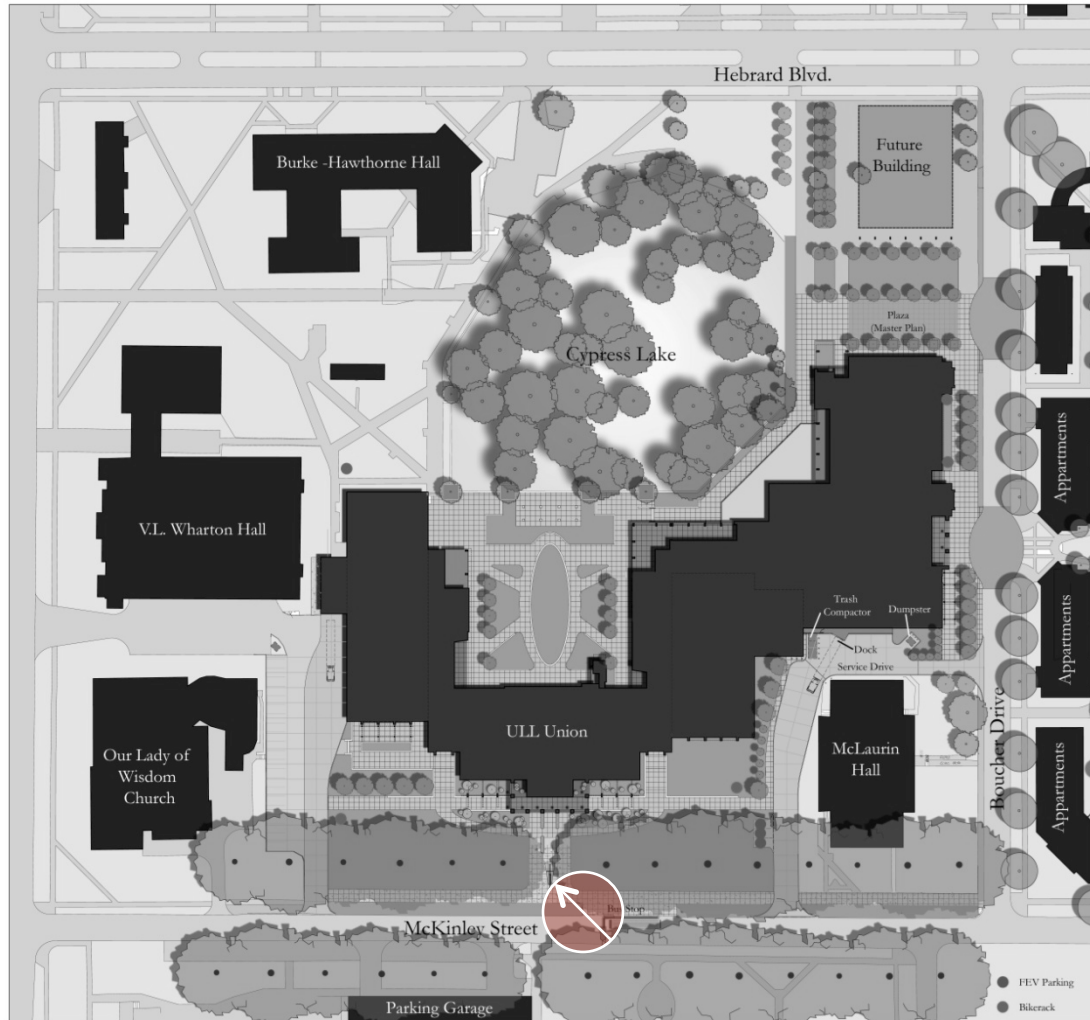 Hebrard Blvd.
Burke -Hawthorne Hall
Future
Building
Plaza
(Master Plan)
Cypress Lake
Appartments
V.L. Wharton Hall
Trash
Compactor
Dumpster
Dock
Service Drive
Appartments
ULL Union
Our Lady of
Wisdom
Church
McLaurin
Hall
Boucher Drive
Appartments
Stop
McKinley Street
Parking Garage
FEV Parking
Bikerack